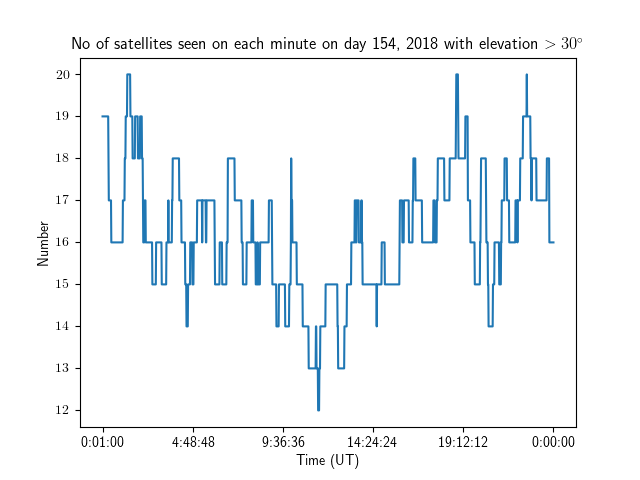 No of satellites seen on each minute on day 154, 2018 with elevation > 30°
20
19
18
17
16
15
14
13
12
Number
0:01:00 4:48:48 9:36:36 14:24:24 19:12:12 0:00:00
Time (UT)